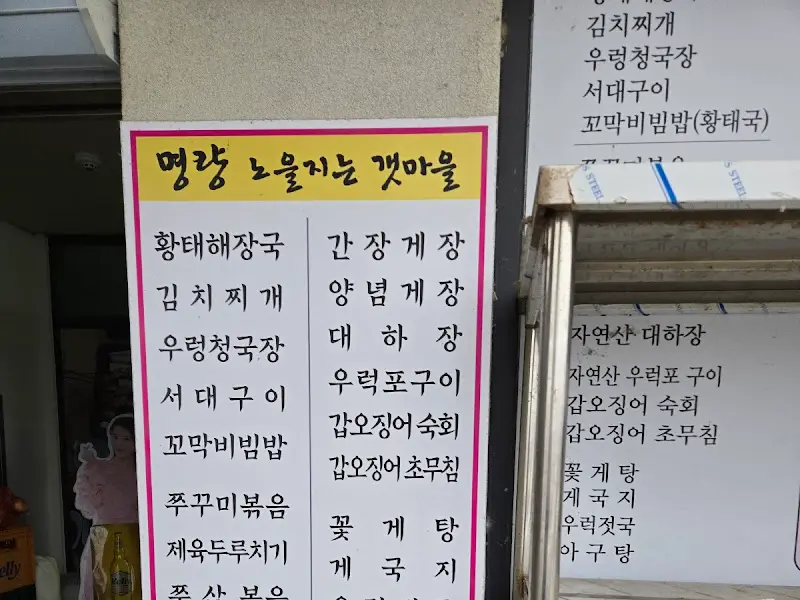 명랑 노을지는 갯마을
황태해장국
김치찌개
우렁청국장
서대구이
꼬막비빔밥
쭈꾸미볶음
제육두루치기
간장게장
양념게장
대하장
우럭포구이
갑오징어숙회
갑오징어초무침
꽃게탕
게국지
김치찌개
우렁청국장
서대구이
꼬막비빔밥(황태국)
자연산 대하장
자연산 우럭포 구이
갑오징어 숙회
갑오징어 초무침
꽃게탕
게국지
우럭젓국
아구탕
STEEL
STEEL
elly